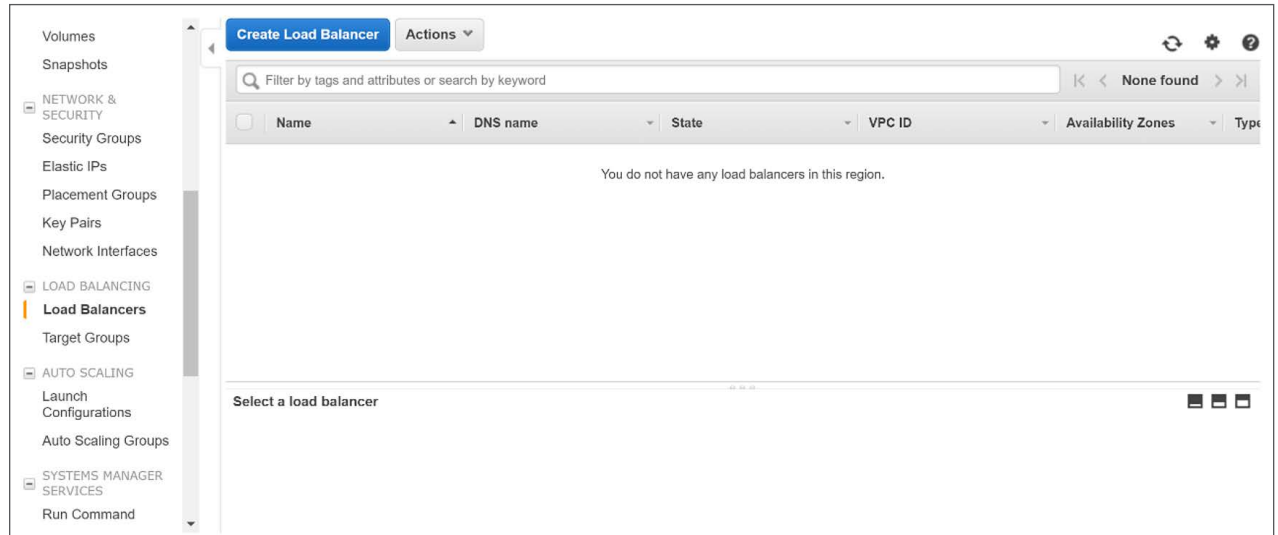 Volumes
Snapshots
NETWORK &
SECURITY
Security Groups
Elastic IPs
Placement Groups
Key Pairs
Network Interfaces
LOAD BALANCING
Load Balancers
Target Groups
AUTO SCALING
Launch
Configurations
Auto Scaling Groups
SYSTEMS MANAGER
SERVICES
Run Command
Create Load Balancer Actions
Filter by tags and attributes or search by keyword None found
Name DNS name State VPC ID Availability Zones Type
You do not have any load balancers in this region.
Select a load balancer